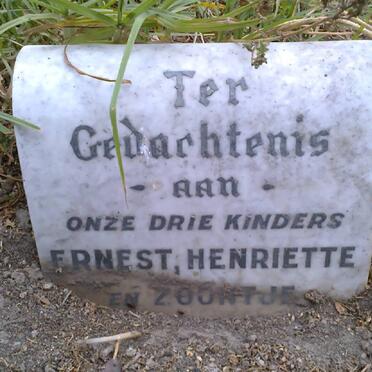 Ter
Gedachtenis
- aan -
ONZE DRIE KINDERS
ERNEST, HENRIETTE
EN ZOONTJE